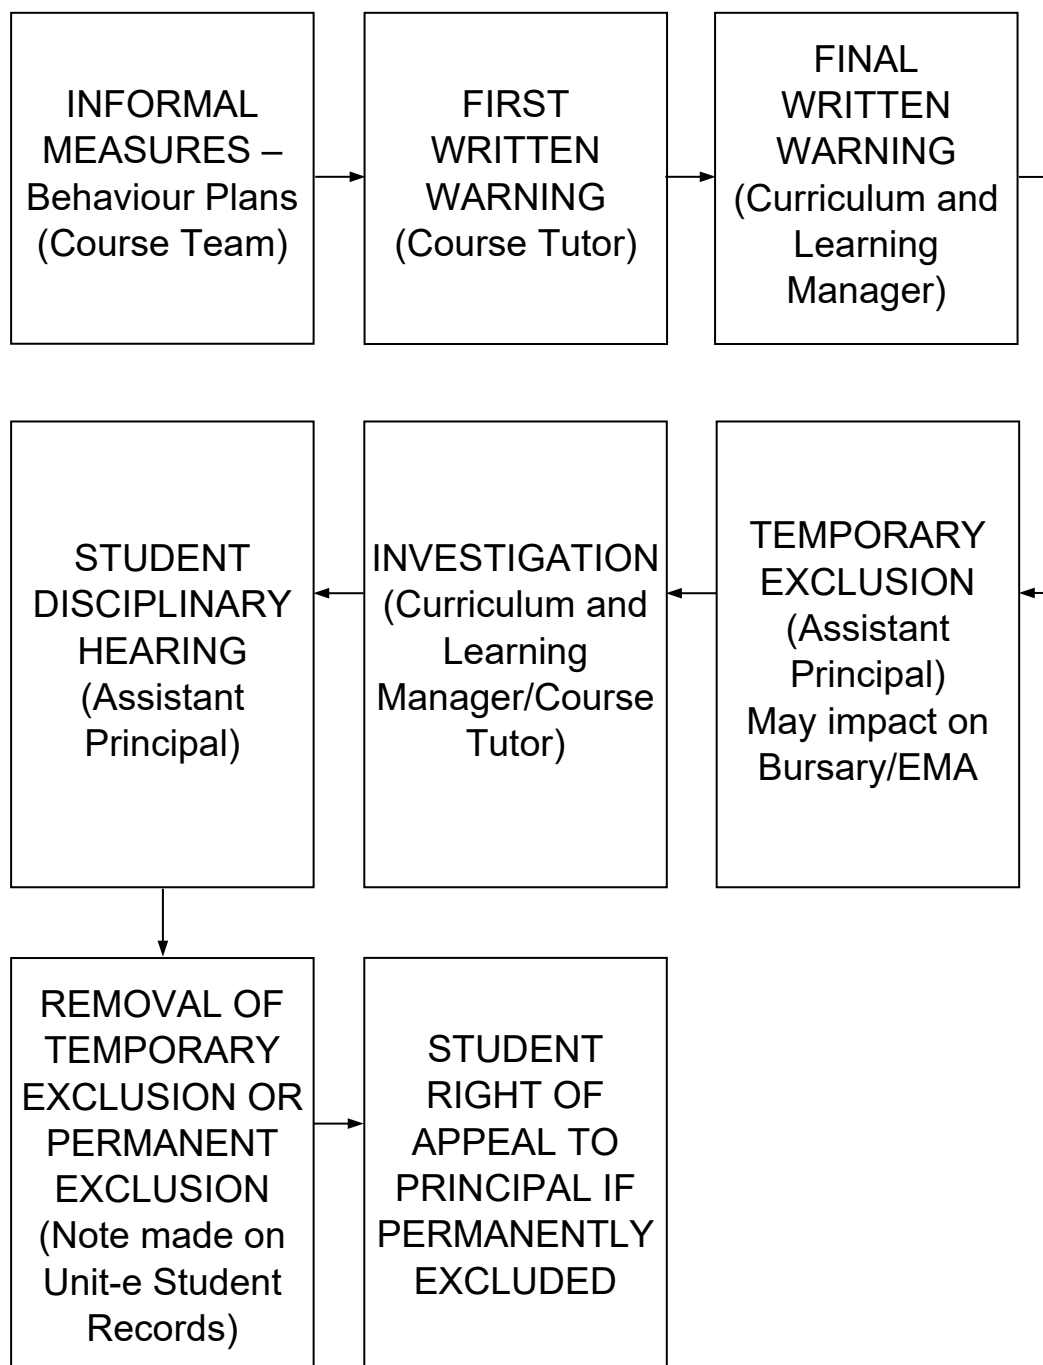 INFORMAL
MEASURES –
Behaviour Plans
(Course Team)
FIRST
WRITTEN
WARNING
(Course Tutor)
FINAL
WRITTEN
WARNING
(Curriculum and
Learning
Manager)
TEMPORARY
EXCLUSION
(Assistant
Principal)
May impact on
Bursary/EMA
INVESTIGATION
(Curriculum and
Learning
Manager/Course
Tutor)
STUDENT
DISCIPLINARY
HEARING
(Assistant
Principal)
REMOVAL OF
TEMPORARY
EXCLUSION OR
PERMANENT
EXCLUSION
(Note made on
Unit-e Student
Records)
STUDENT
RIGHT OF
APPEAL TO
PRINCIPAL IF
PERMANENTLY
EXCLUDED